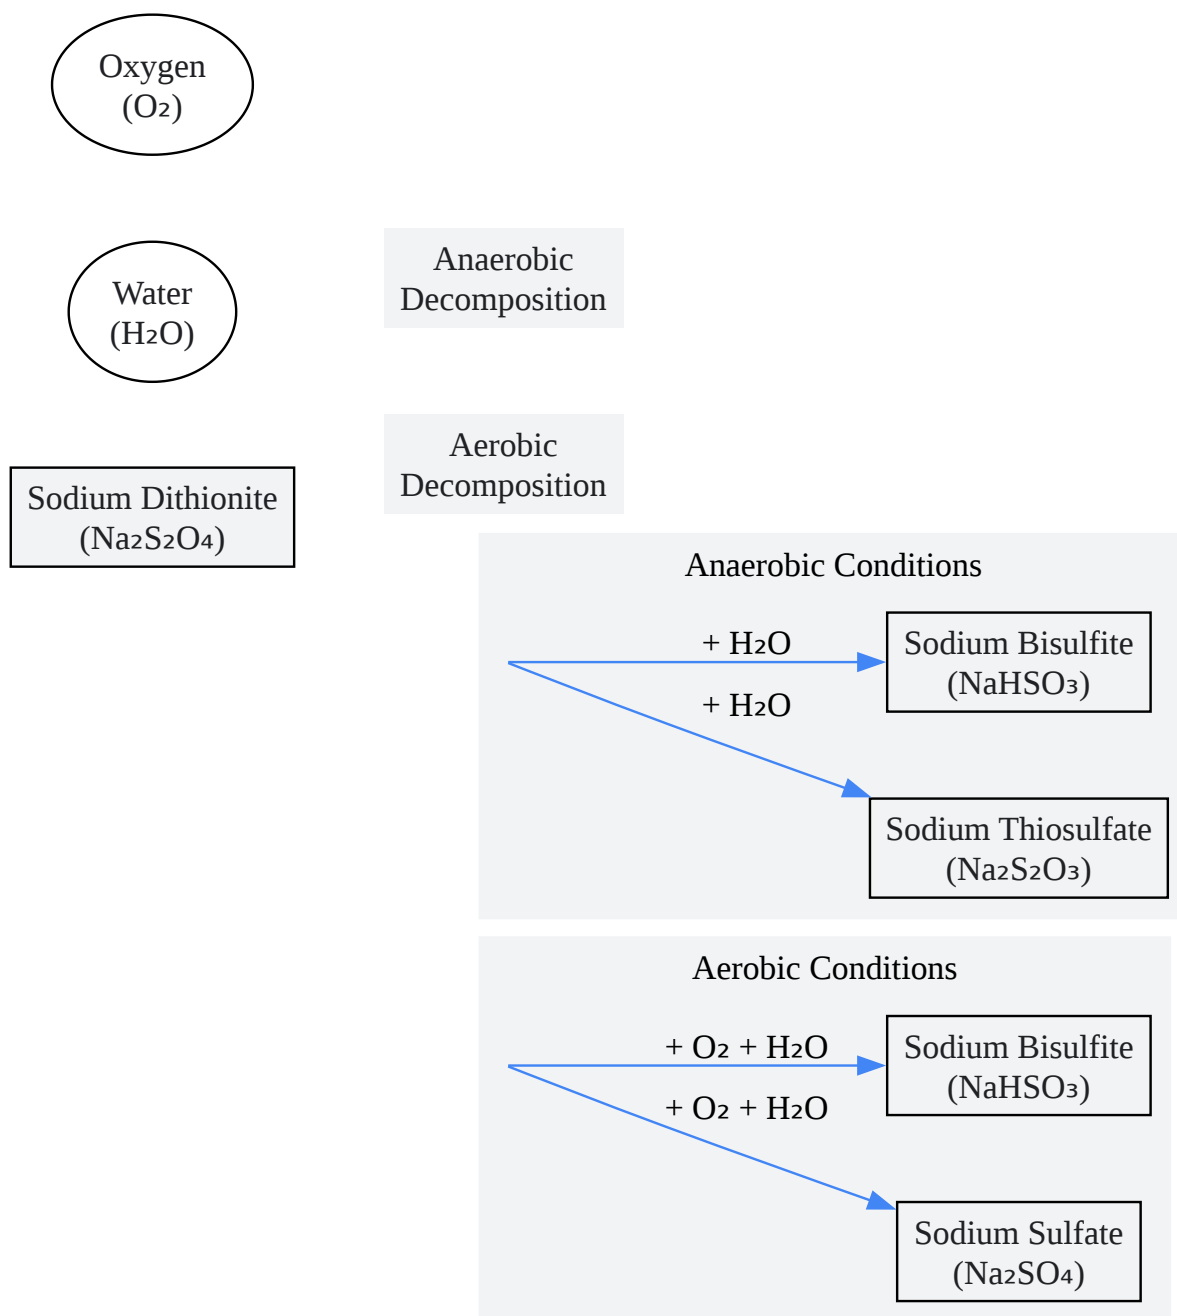 Oxygen
(O₂)
Water
(H₂O)
Anaerobic
Decomposition
Aerobic
Decomposition
Sodium Dithionite
(Na₂S₂O₄)
Anaerobic Conditions
+ H₂O
Sodium Bisulfite
(NaHSO₃)
+ H₂O
Sodium Thiosulfate
(Na₂S₂O₃)
Aerobic Conditions
+ O₂ + H₂O
Sodium Bisulfite
(NaHSO₃)
+ O₂ + H₂O
Sodium Sulfate
(Na₂SO₄)